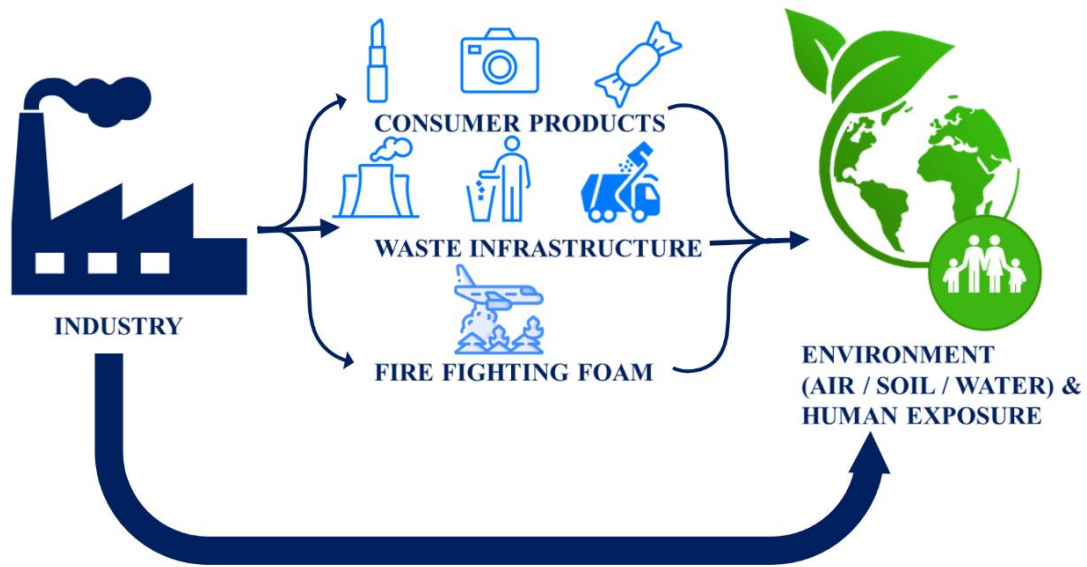 CONSUMER PRODUCTS
WASTE INFRASTRUCTURE
INDUSTRY
FIRE FIGHTING FOAM
ENVIRONMENT
(AIR / SOIL / WATER) &
HUMAN EXPOSURE